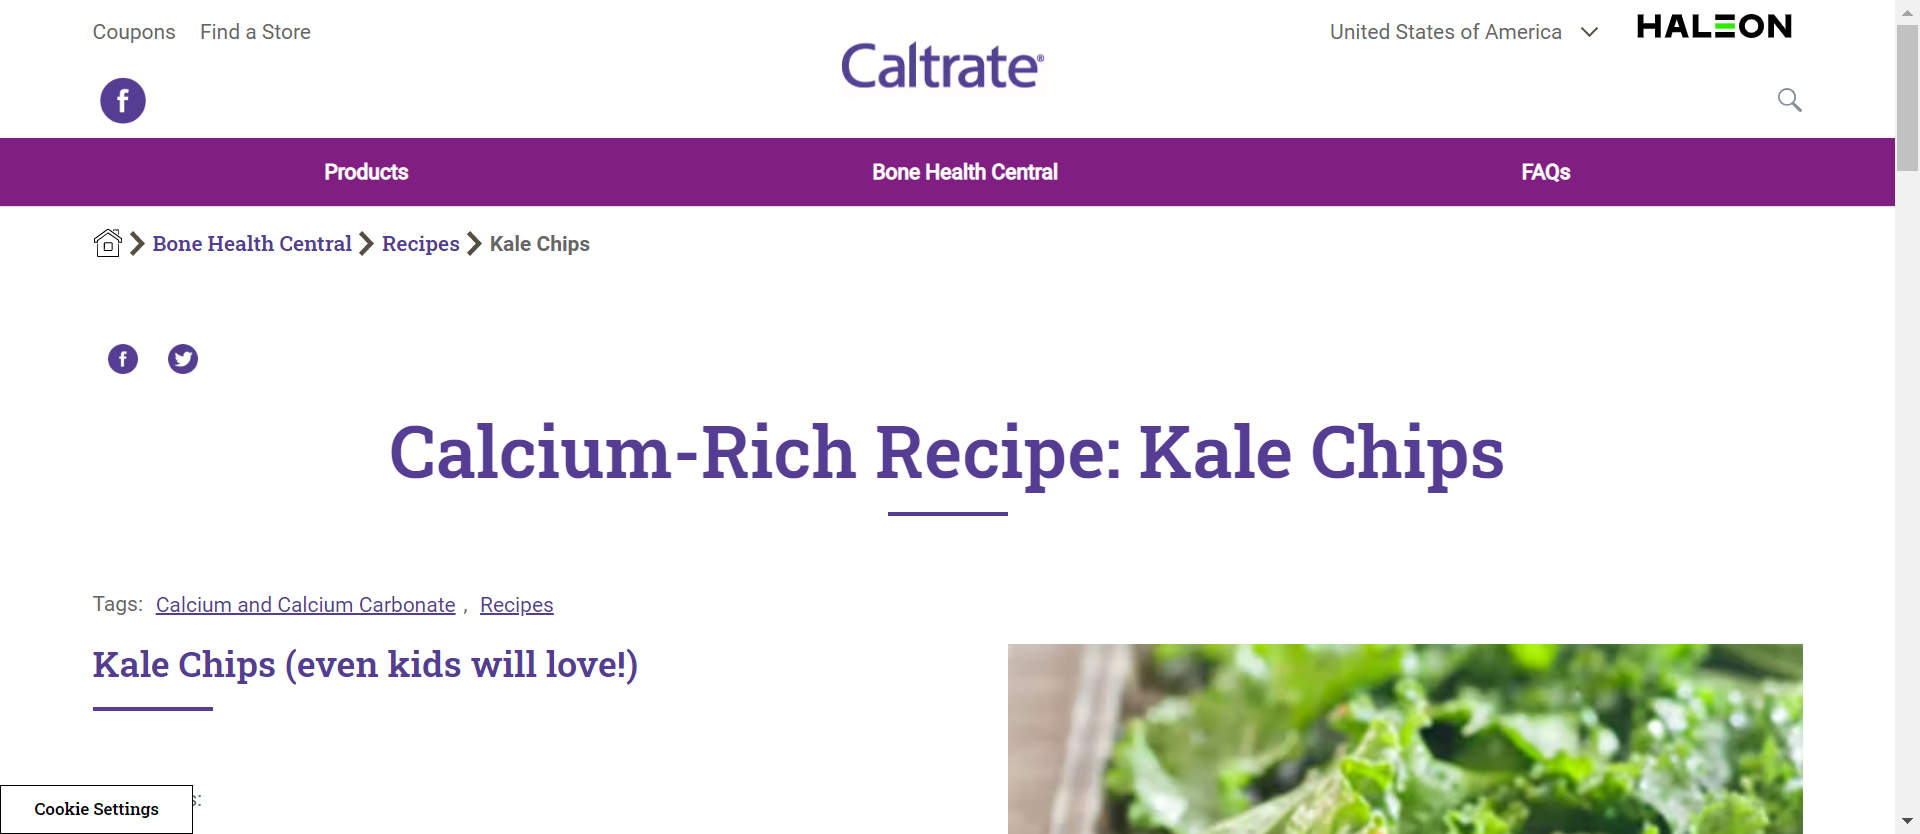 Coupons Find a Store
United States of America
HALEON
Caltrate®
Products Bone Health Central FAQs
Bone Health Central Recipes Kale Chips
Calcium-Rich Recipe: Kale Chips
Tags: Calcium and Calcium Carbonate , Recipes
Kale Chips (even kids will love!)
Cookie Settings